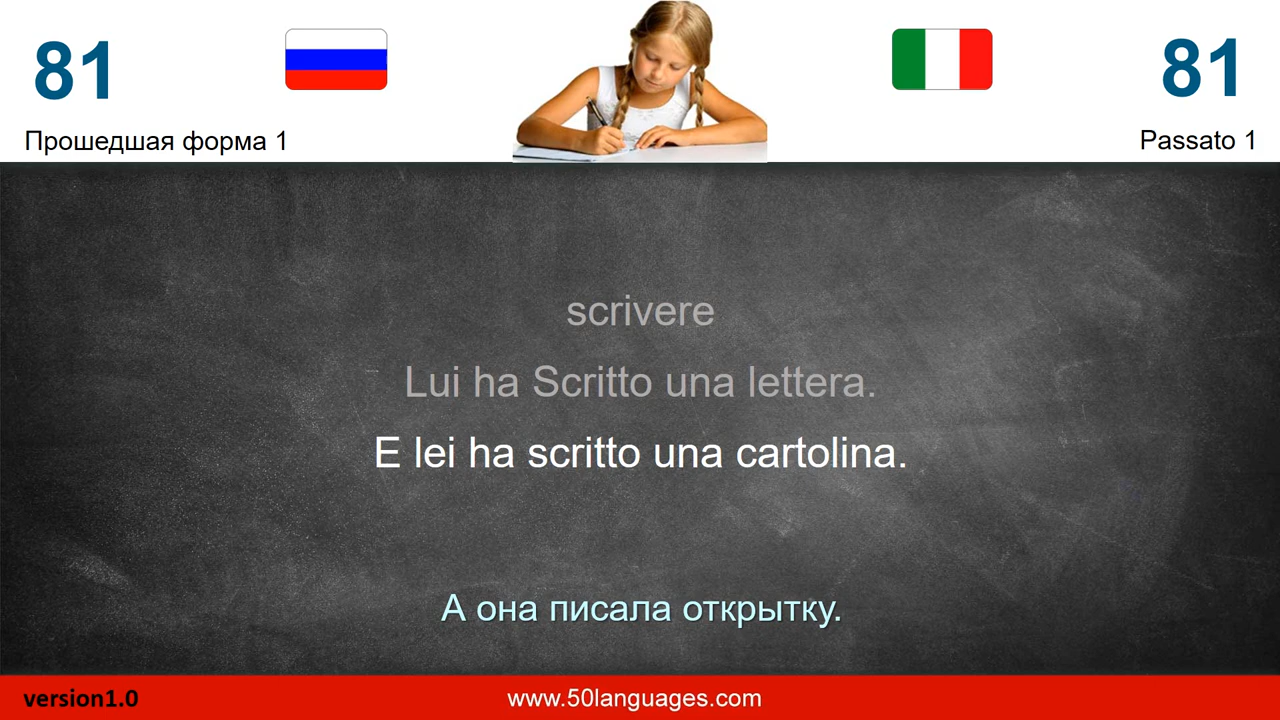 81
81
Прошедшая форма 1
Passato 1
scrivere
Lui ha Scritto una lettera.
E lei ha scritto una cartolina.
А она писала открытку.
version1.0
www.50languages.com